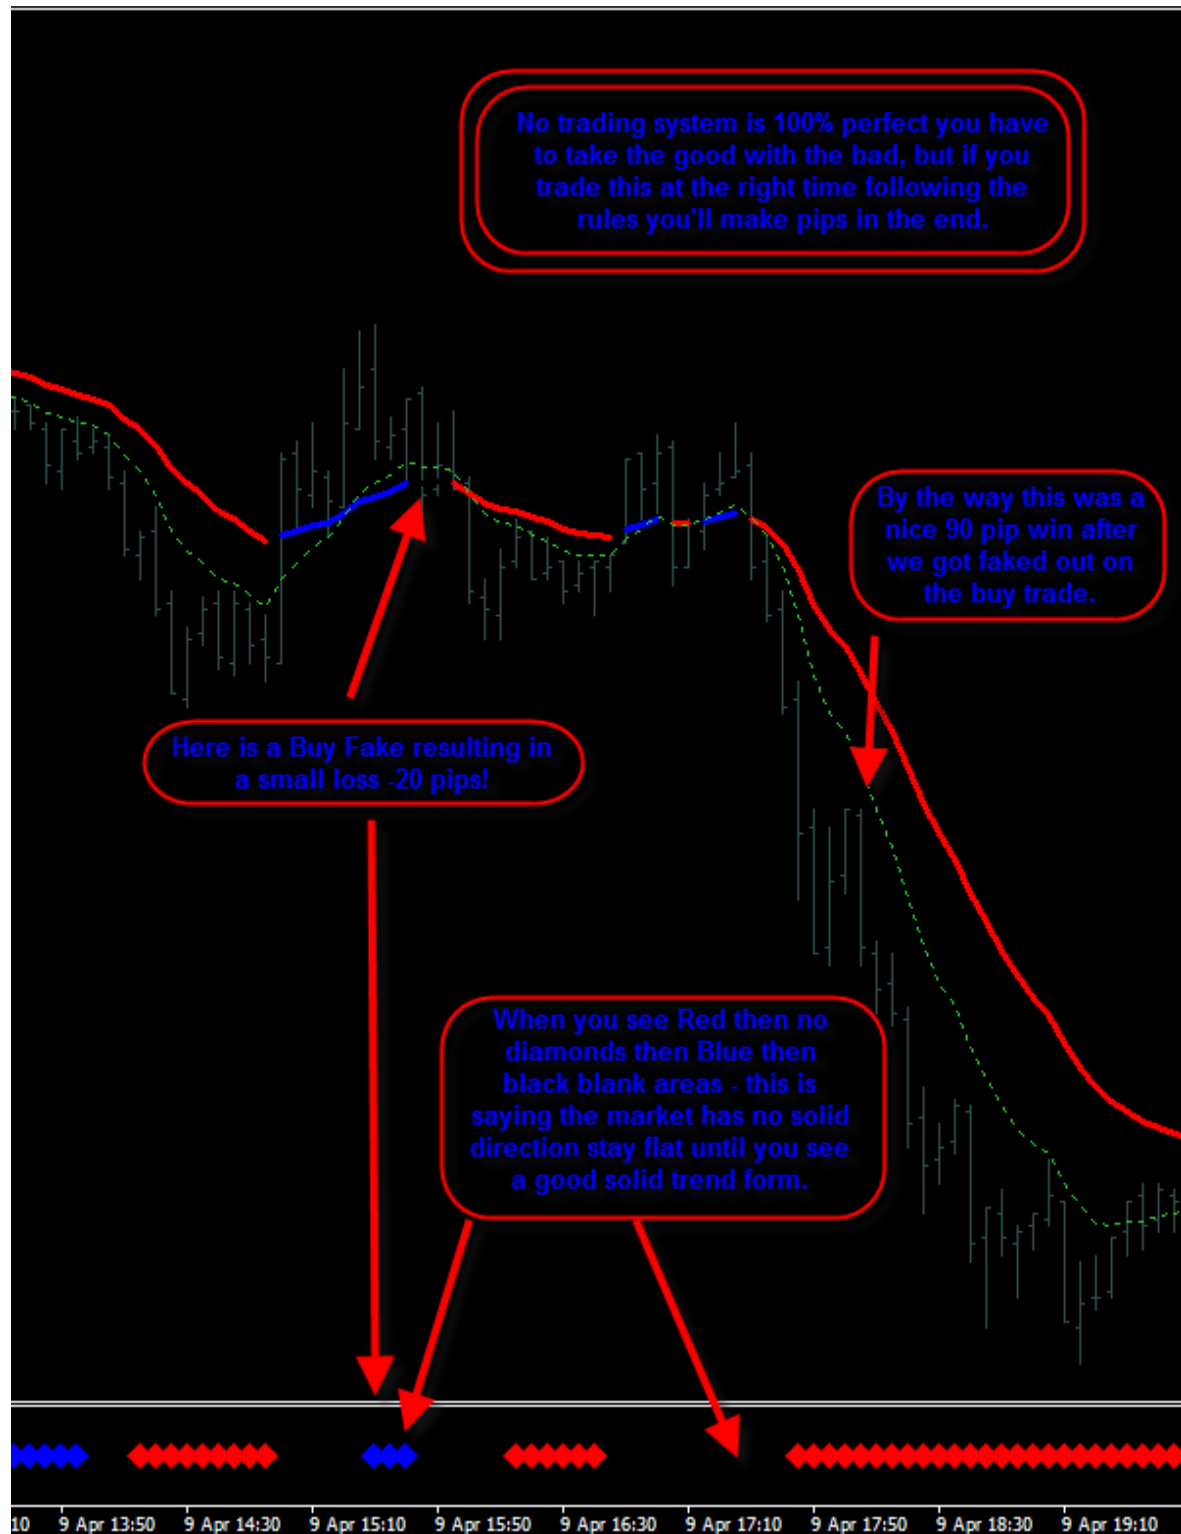 No trading system is 100% perfect you have
to take the good with the bad, but if you
trade this at the right time following the
rules you'll make pips in the end.
By the way this was a
nice 90 pip win after
we got faked out on
the buy trade.
Here is a Buy Fake resulting in
a small loss -20 pips!
When you see Red then no
diamonds then Blue then
black blank areas - this is
saying the market has no solid
direction stay flat until you see
a good solid trend form.
10 9 Apr 13:50 9 Apr 14:30 9 Apr 15:10 9 Apr 15:50 9 Apr 16:30 9 Apr 17:10 9 Apr 17:50 9 Apr 18:30 9 Apr 19:10